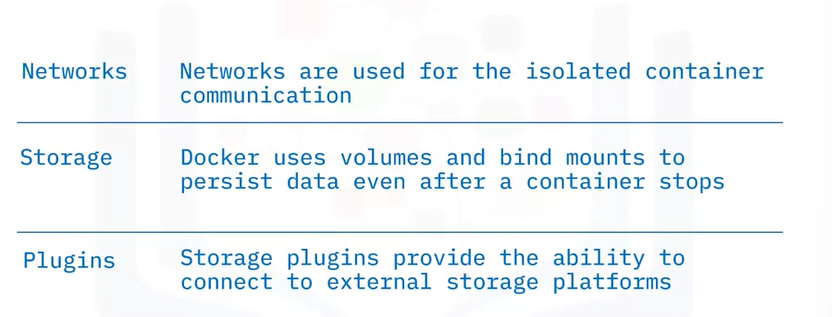 Networks
Networks are used for the isolated container
communication
Storage
Docker uses volumes and bind mounts to
persist data even after a container stops
Plugins
Storage plugins provide the ability to
connect to external storage platforms